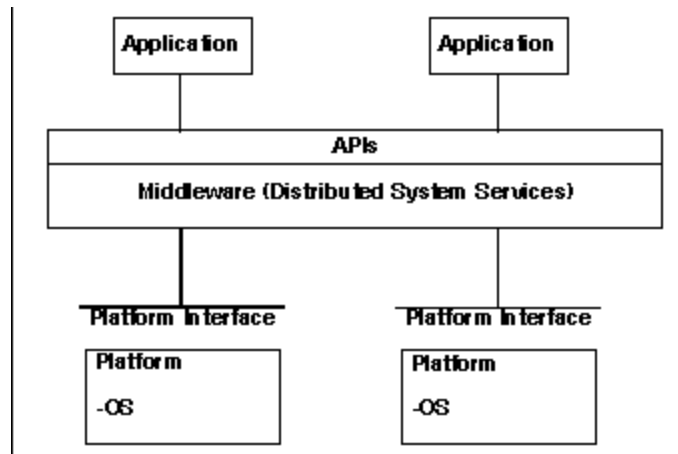 Application
Application
APIs
Middleware (Distributed System Services)
Platform Interface
Platform Interface
Platform
-OS
Platform
-OS